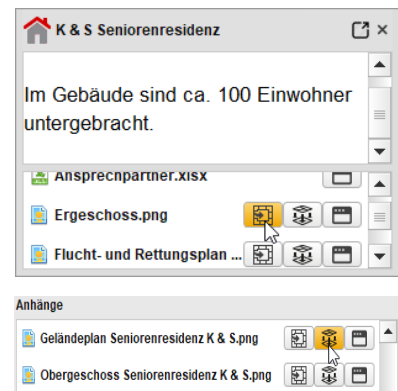 K & S Seniorenresidenz
Im Gebäude sind ca. 100 Einwohner
untergebracht.
Ansprechpartner.xlsx
Ergeschoss.png
Flucht- und Rettungsplan ...
Anhänge
Geländeplan Seniorenresidenz K & S.png
Obergeschoss Seniorenresidenz K & S.png